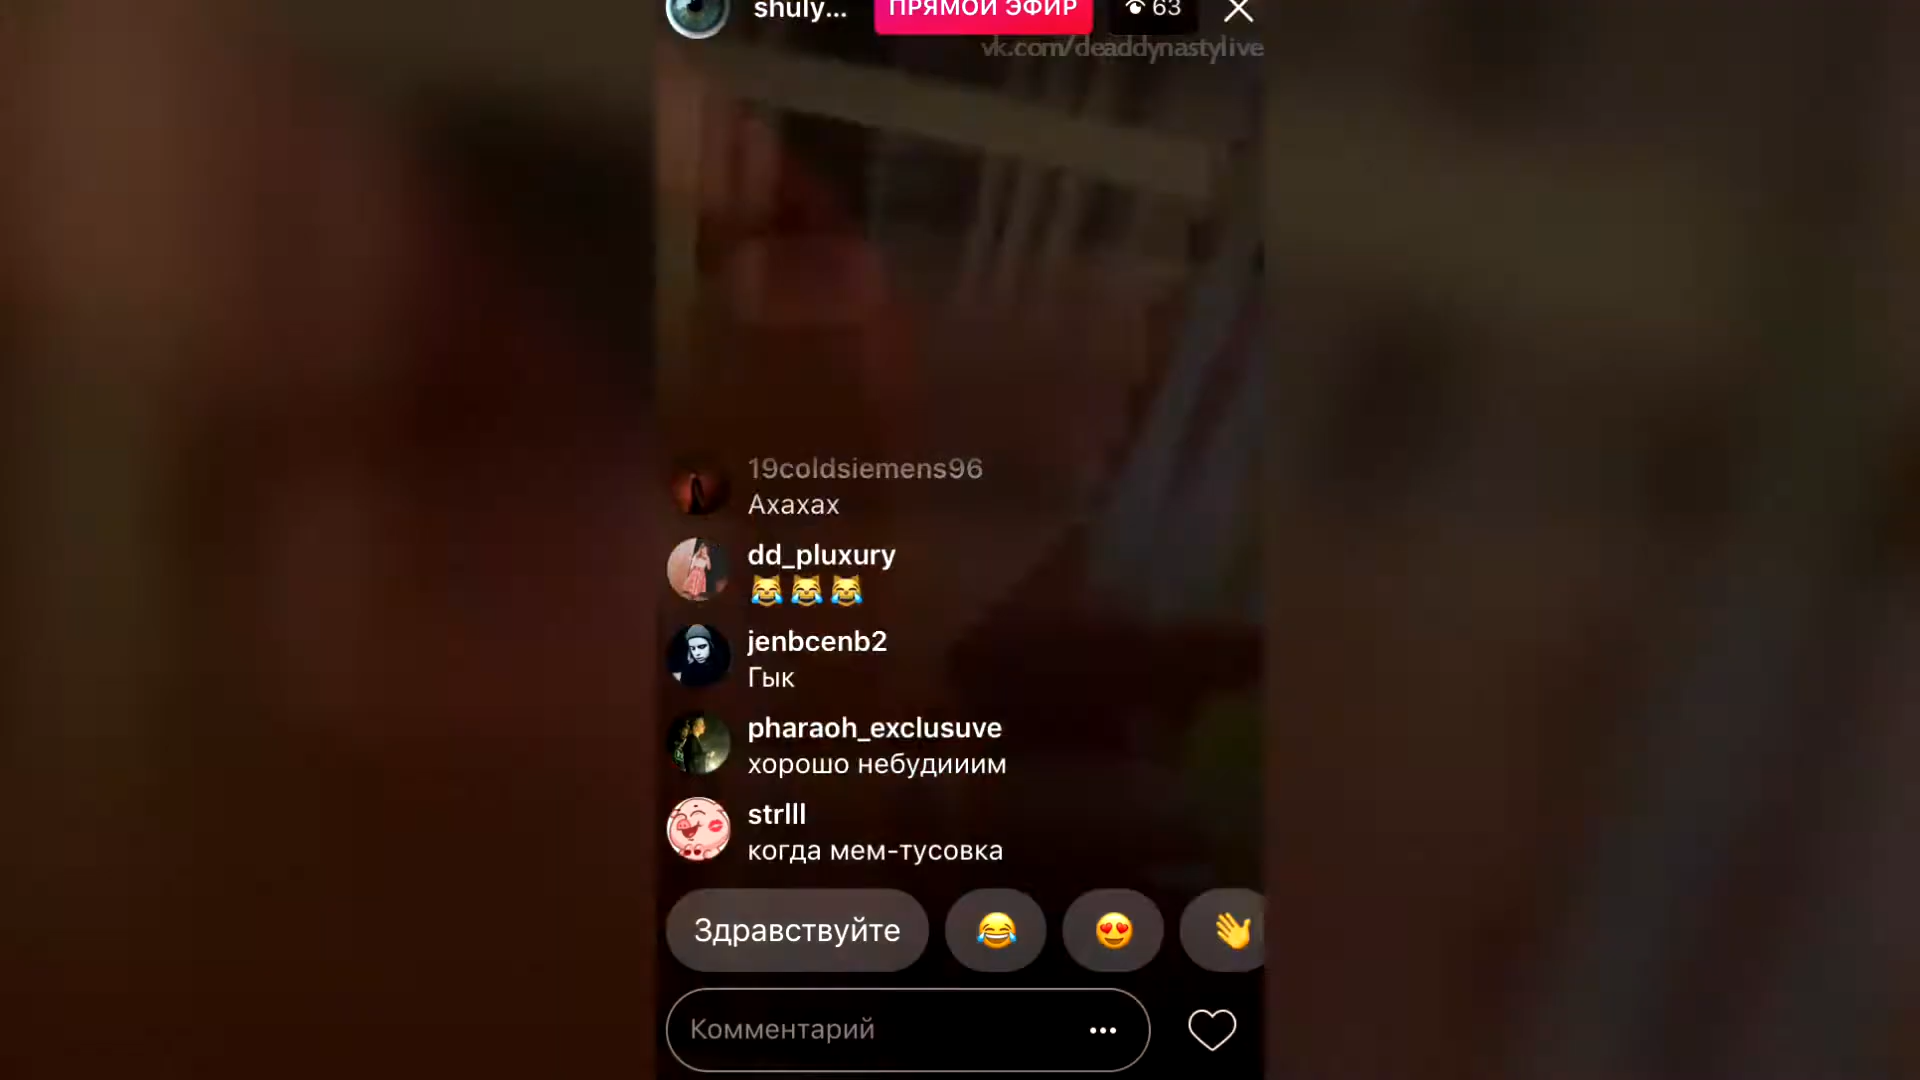 shuly...
ПРЯМОЙ ЭФИР
63
vk.com/deaddynastylive
19coldsiemens96
Ахахах
dd_pluxury
😹😹😹
jenbcenb2
Гык
pharaoh_exclusuve
хорошо небудииим
strlll
когда мем-тусовка
Здравствуйте 😂 😍 👋
Комментарий